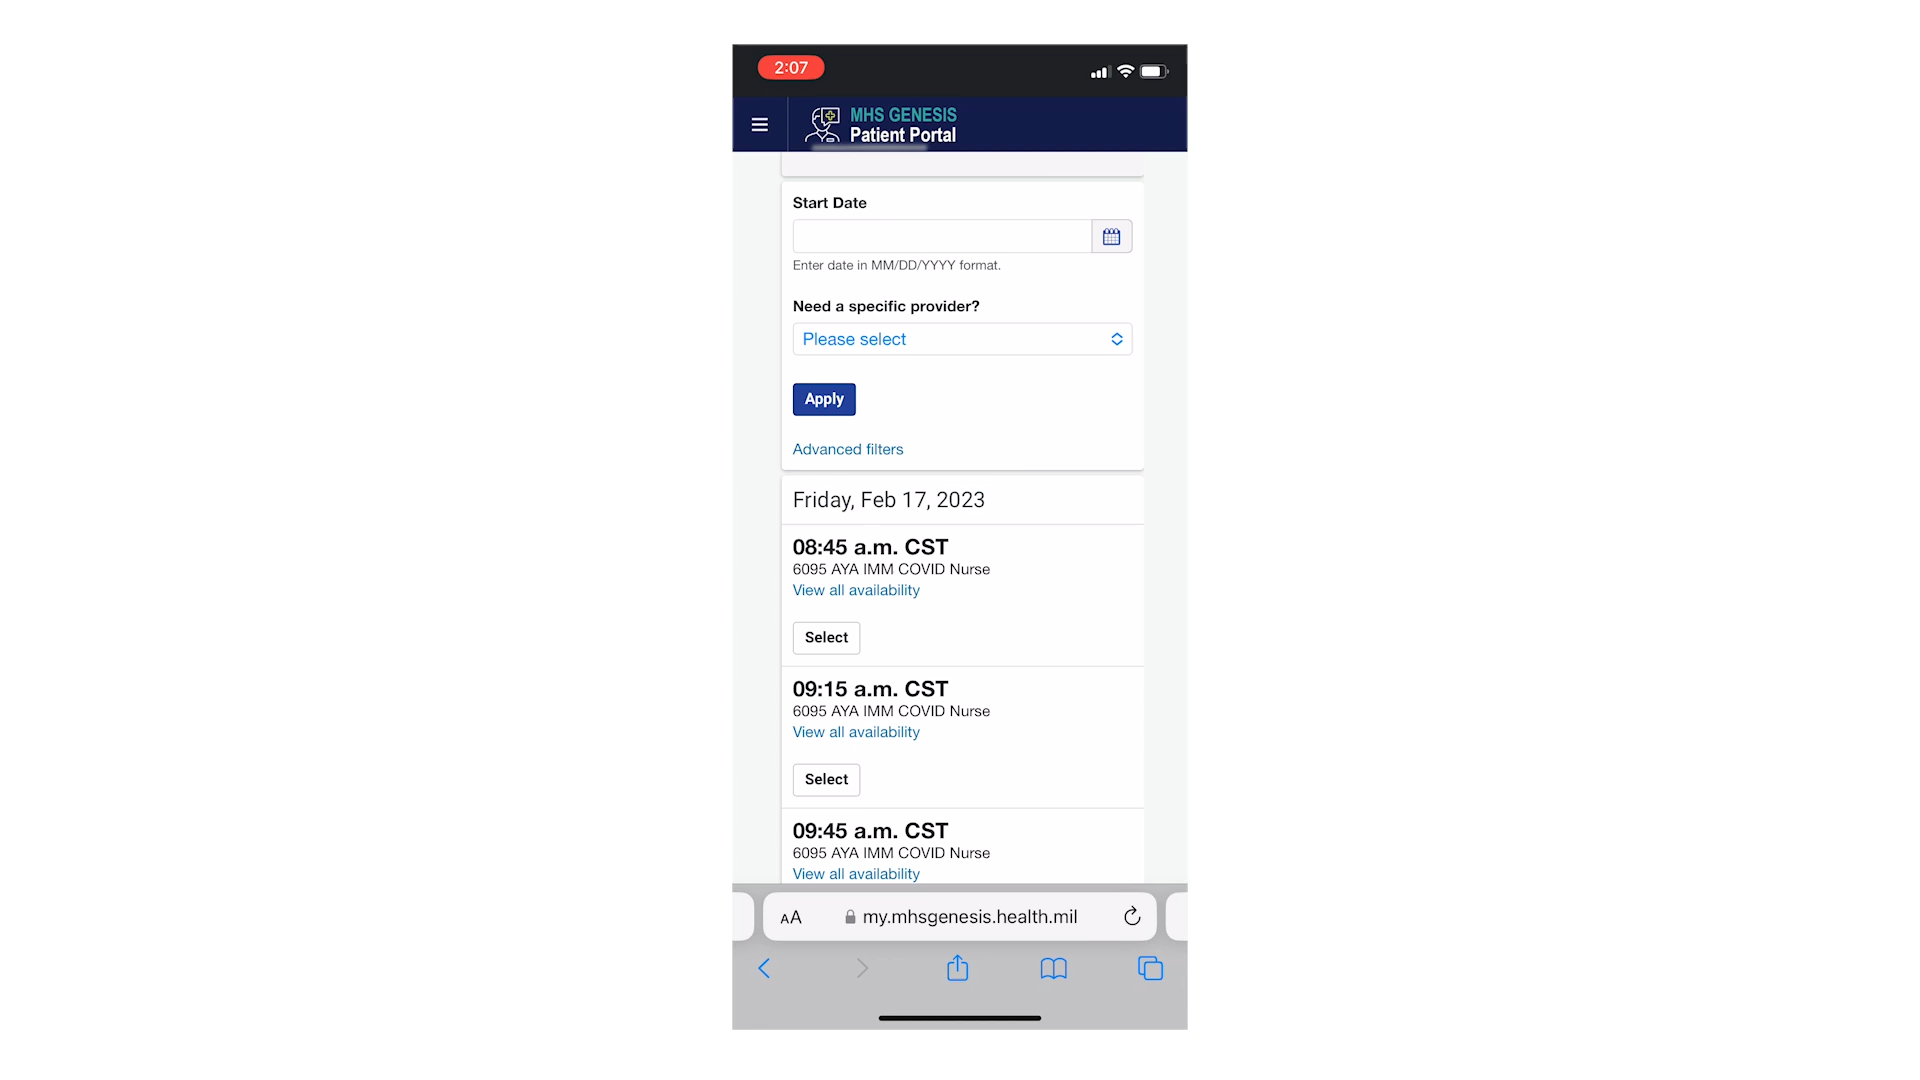 2:07
MHS GENESIS
Patient Portal
Start Date
Enter date in MM/DD/YYYY format.
Need a specific provider?
Please select
Apply
Advanced filters
Friday, Feb 17, 2023
08:45 a.m. CST
6095 AYA IMM COVID Nurse
View all availability
Select
09:15 a.m. CST
6095 AYA IMM COVID Nurse
View all availability
Select
09:45 a.m. CST
6095 AYA IMM COVID Nurse
View all availability
AA my.mhsgenesis.health.mil